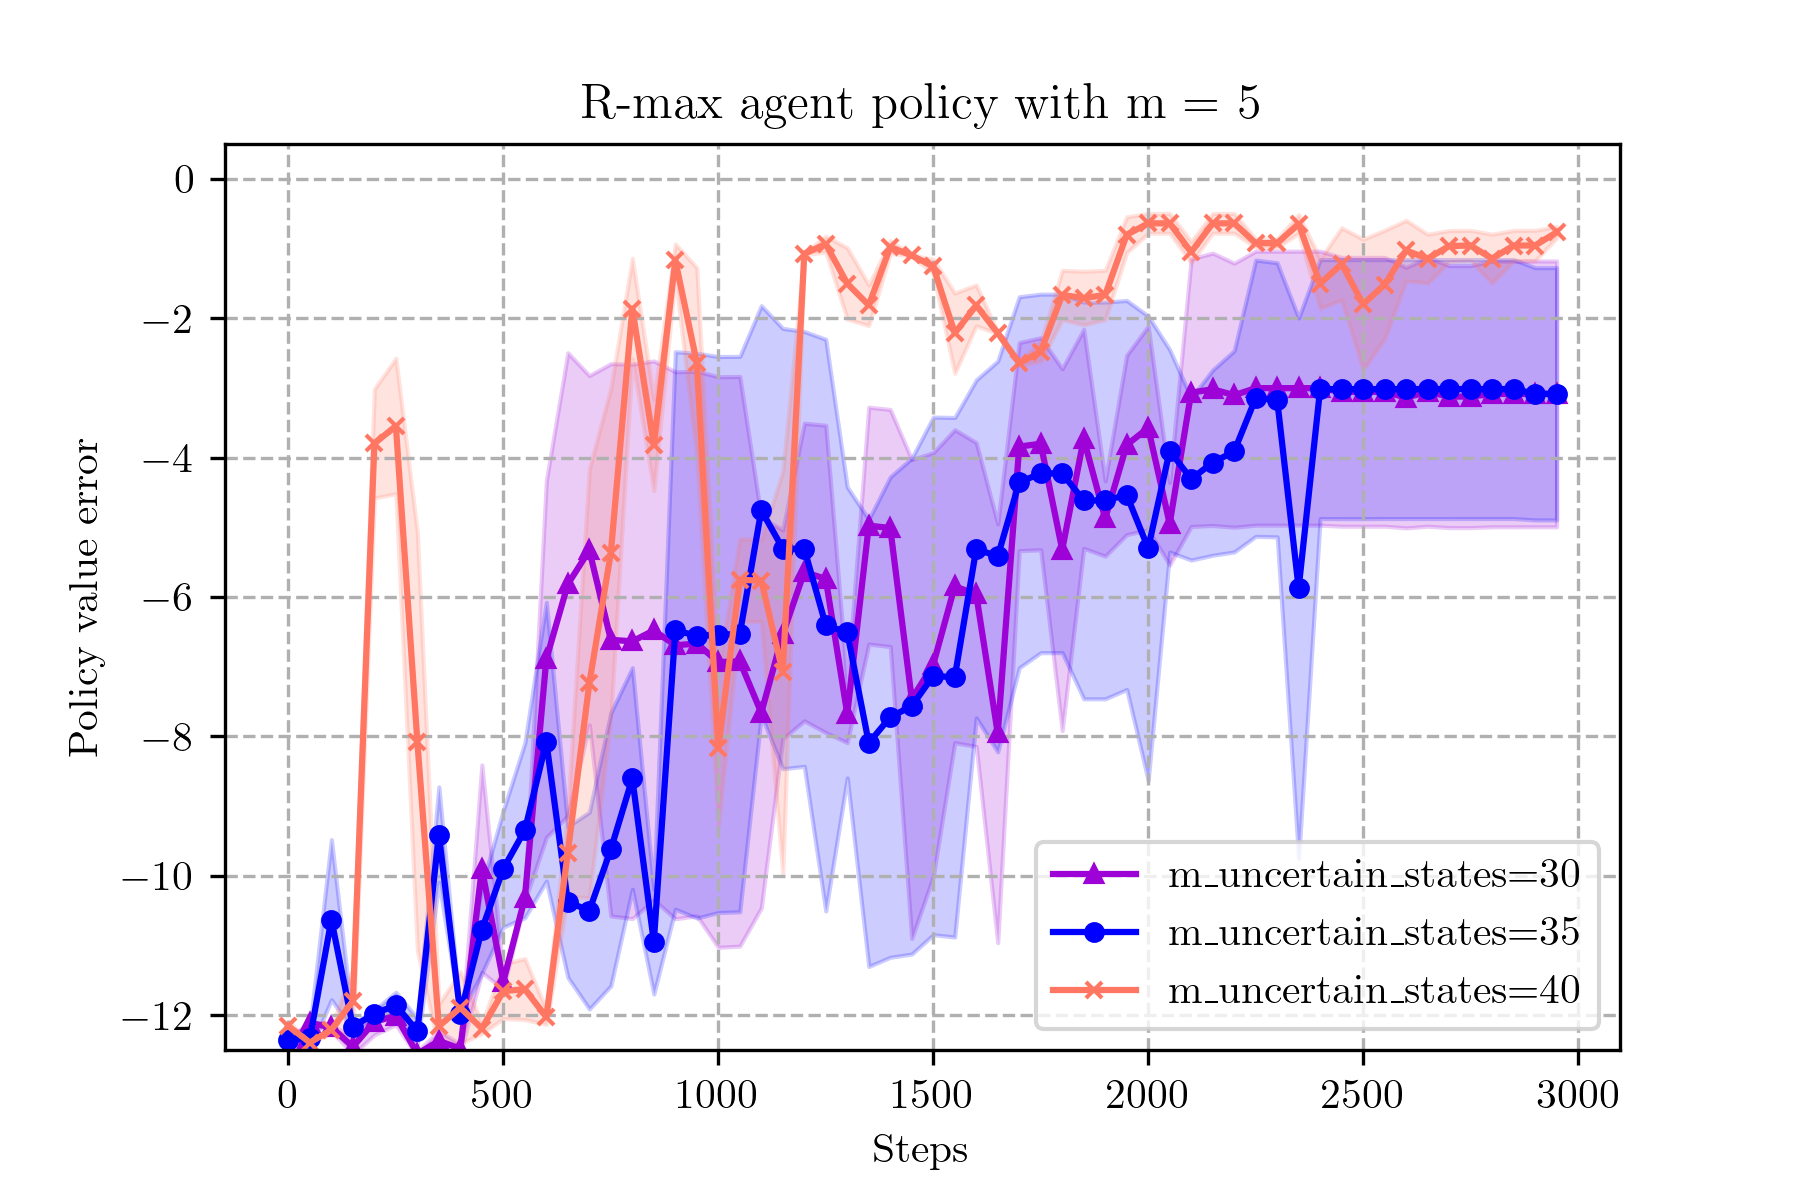 R-max agent policy with m = 5
Policy value error
0
−2
−4
−6
−8
−10
−12
m_uncertain_states=30
m_uncertain_states=35
m_uncertain_states=40
0 500 1000 1500 2000 2500 3000
Steps